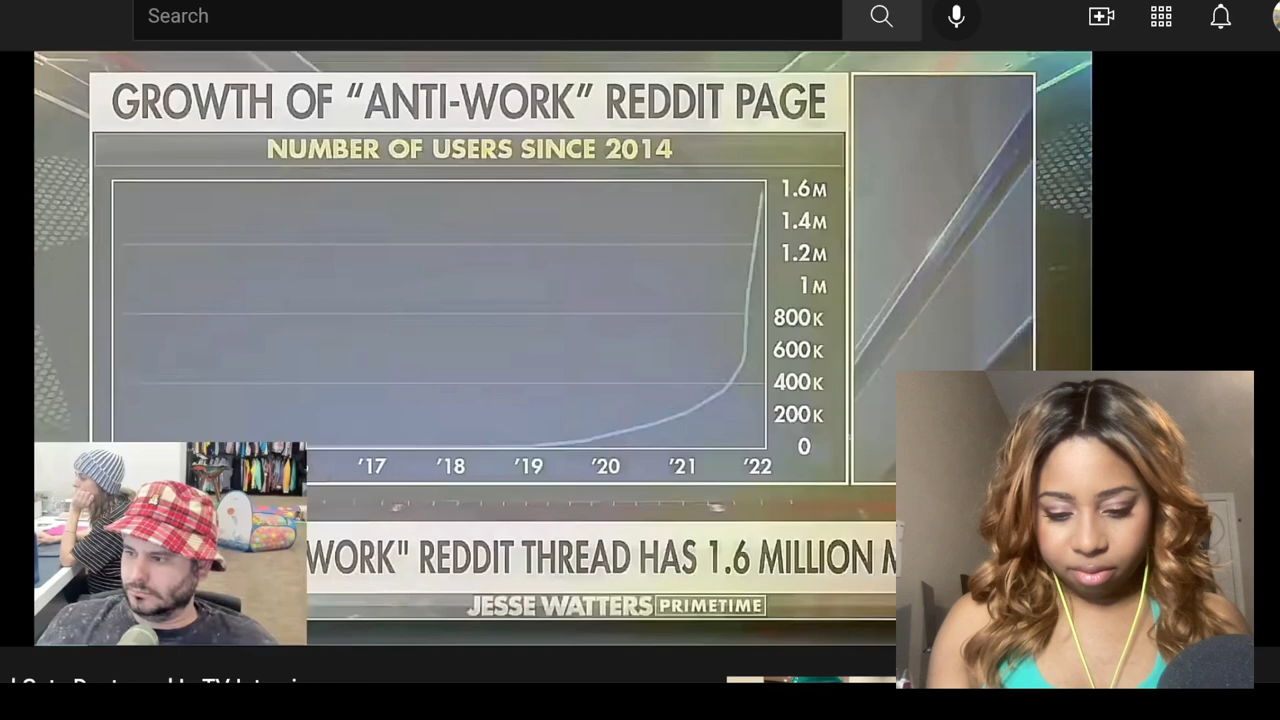 Search
GROWTH OF “ANTI-WORK” REDDIT PAGE
NUMBER OF USERS SINCE 2014
1.6M
1.4M
1.2M
1M
800K
600K
400K
200K
0
'17 '18 '19 '20 '21 '22
WORK" REDDIT THREAD HAS 1.6 MILLION
JESSE WATTERS PRIMETIME